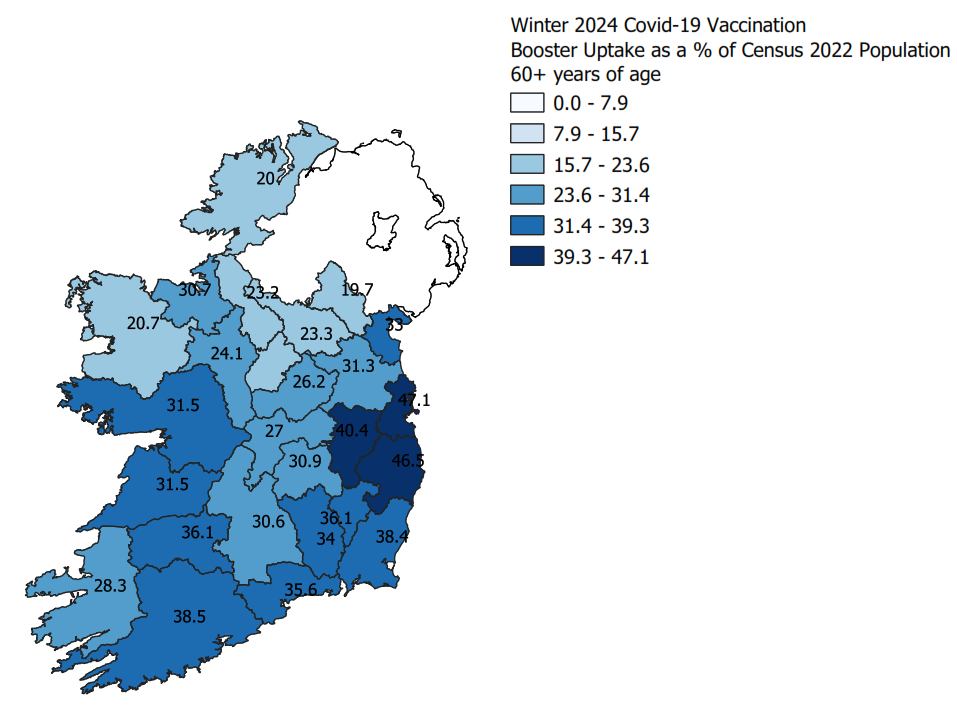 Winter 2024 Covid-19 Vaccination
Booster Uptake as a % of Census 2022 Population
60+ years of age
0.0 - 7.9
7.9 - 15.7
15.7 - 23.6
23.6 - 31.4
31.4 - 39.3
39.3 - 47.1
30.7
23.2
19.7
20.7
23.3
33
24.1
31.3
26.2
31.5
47.1
27
40.4
30.9
46.5
31.5
36.1
30.6
36.1
34
38.4
28.3
35.6
38.5